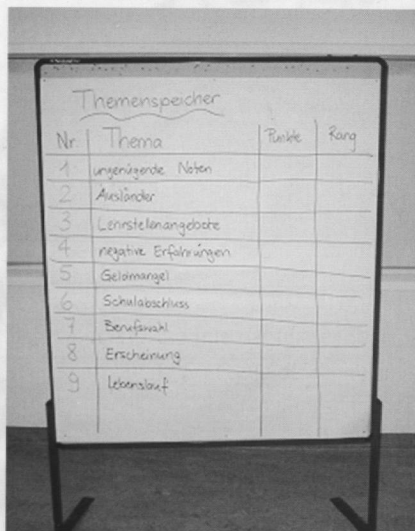 Themenspeicher
Nr Thema Punkte Rang
1 ungenügende Noten
2 Ausländer
3 Lehrstellenangebote
4 negative Erfahrungen
5 Geldmangel
6 Schulabschluss
7 Berufswahl
8 Erscheinung
9 Lebenslauf